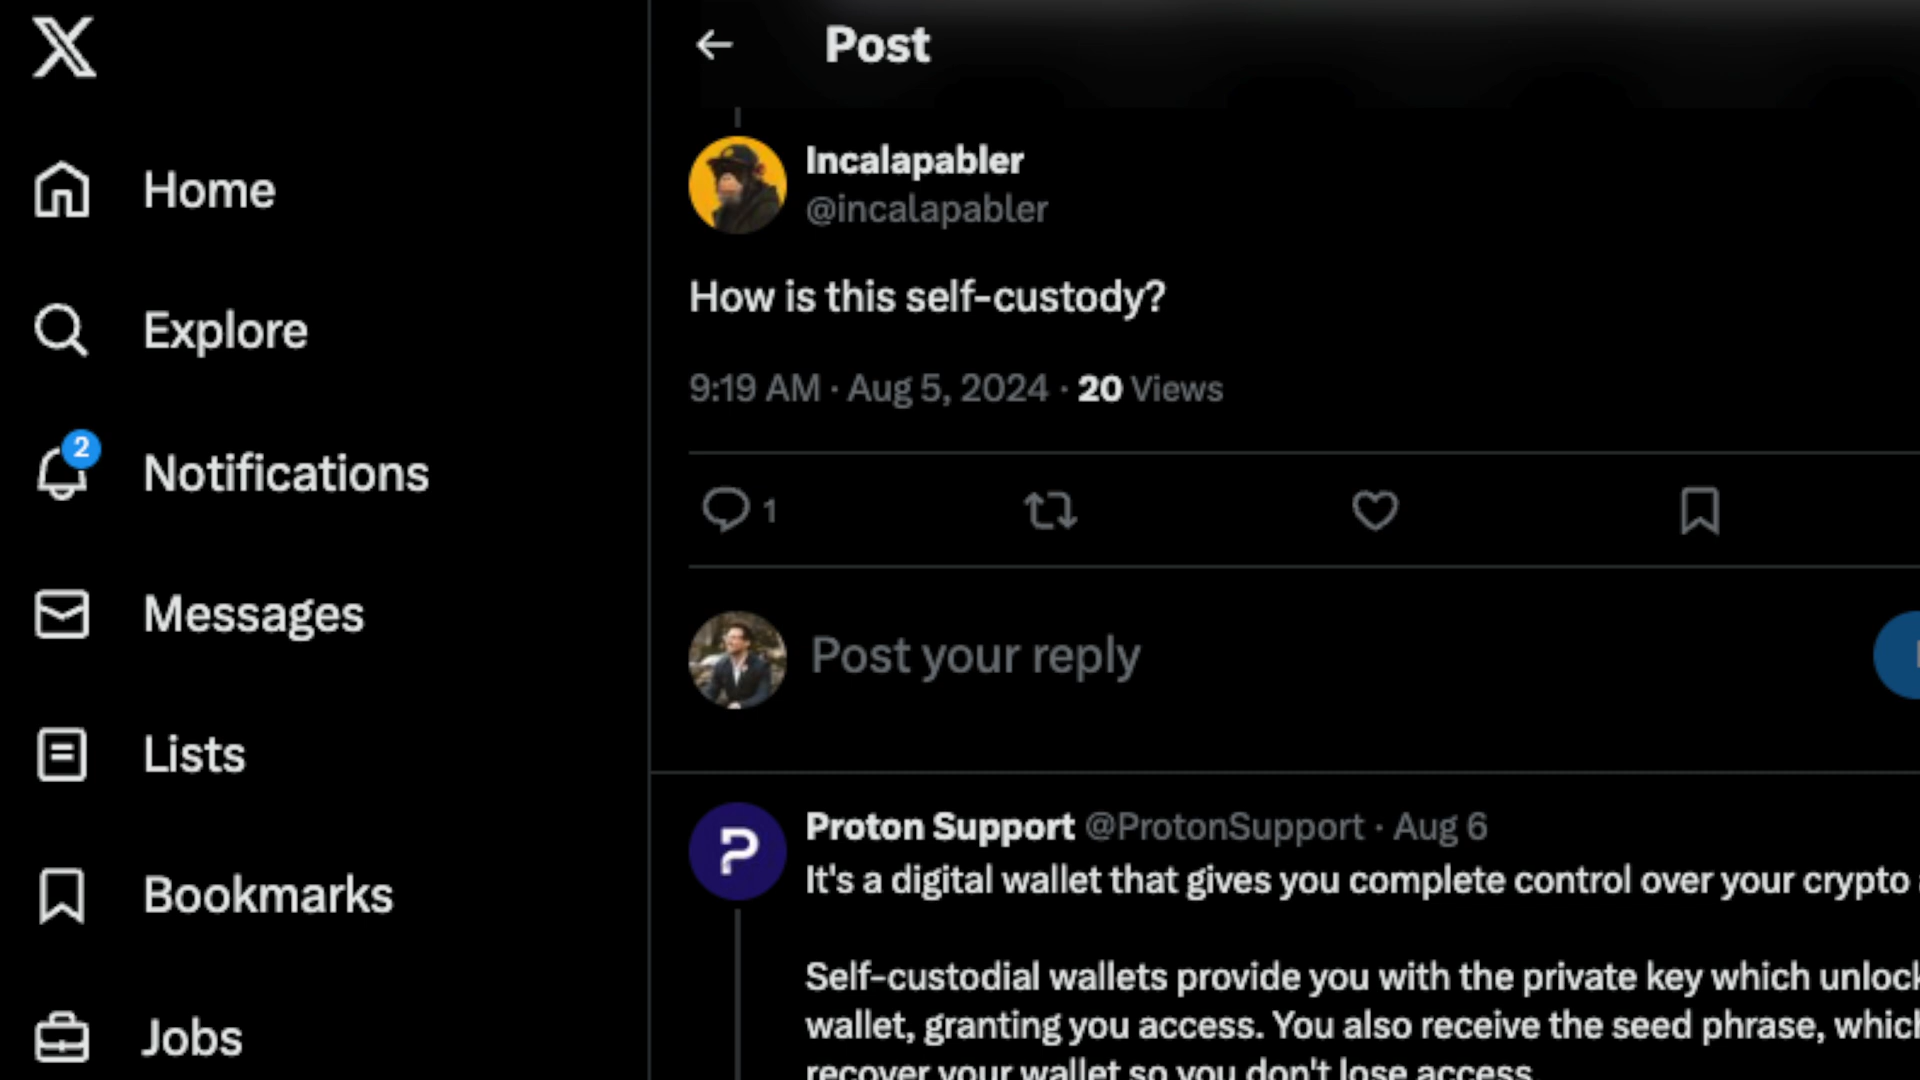 Post
Home
Explore
2
Notifications
Messages
Lists
Bookmarks
Jobs
Incalapabler
@incalapabler
How is this self-custody?
9:19 AM · Aug 5, 2024 · 20 Views
1
Post your reply
Proton Support @ProtonSupport · Aug 6
It's a digital wallet that gives you complete control over your crypto
Self-custodial wallets provide you with the private key which unlock
wallet, granting you access. You also receive the seed phrase, which
recover your wallet so you don't lose access